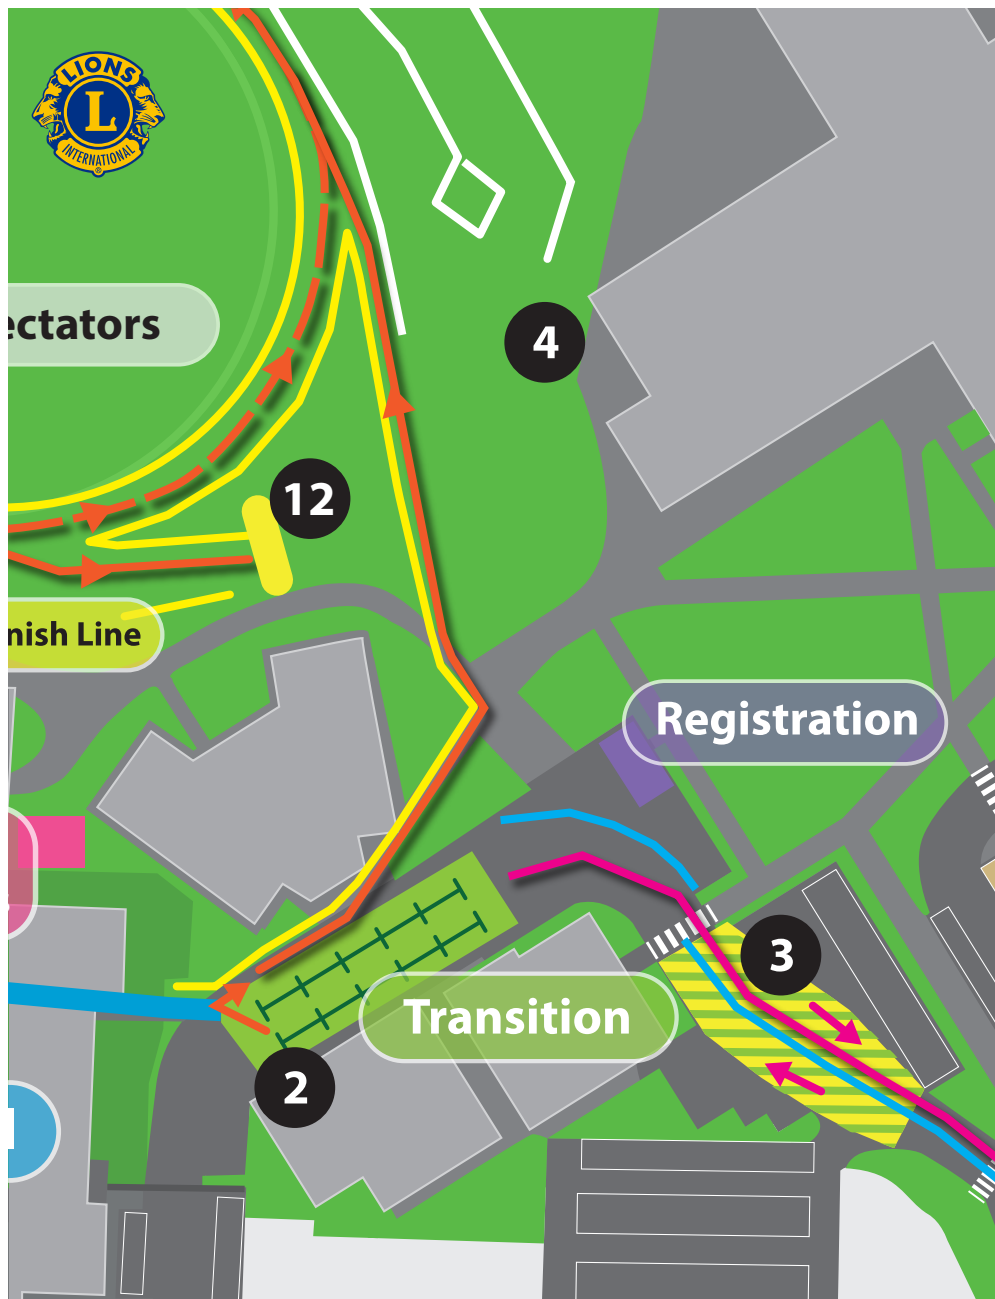 LIONS
L
INTERNATIONAL
ectators
4
12
nish Line
Registration
3
Transition
2